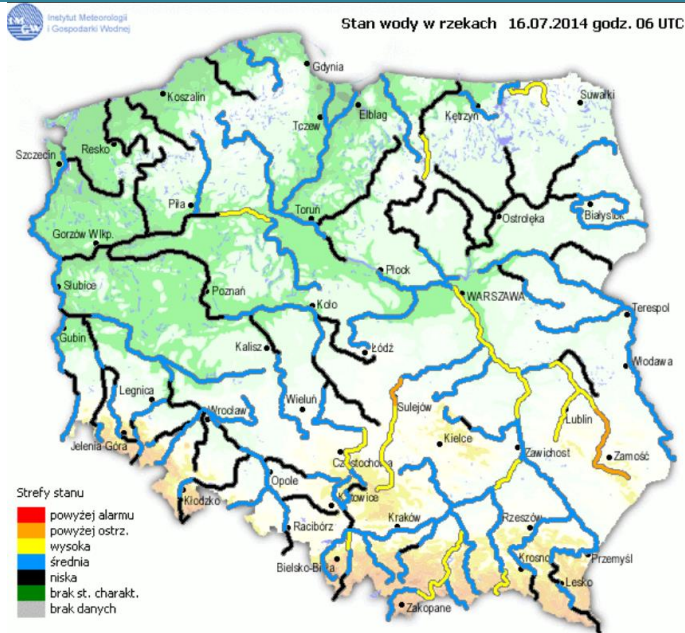 Instytut Meteorologii
i Gospodarki Wodnej
Stan wody w rzekach 16.07.2014 godz. 06 UTC
Gdynia
Koszalin
Suwałki
Tczew
Elbląg
Kętrzyn
Resko
Szczecin
Piła
Toruń
Ostrołęka
Białystok
Gorzów Wlkp.
Płock
Słubice
Poznań
WARSZAWA
Koło
Terespol
Gubin
Kalisz
Łódź
Włodawa
Legnica
Wieluń
Sulejów
Wrocław
Lublin
Jelenia-Góra
Kielce
Częstochowa
Zawichost
Zamość
Opole
Strefy stanu
Kłodzko
Katowice
powyżej alarmu
Racibórz
Kraków
Rzeszów
powyżej ostrz.
wysoka
Przemyśl
średnia
Bielsko-Biała
Krosno
niska
Lesko
brak st. charakt.
Zakopane
brak danych